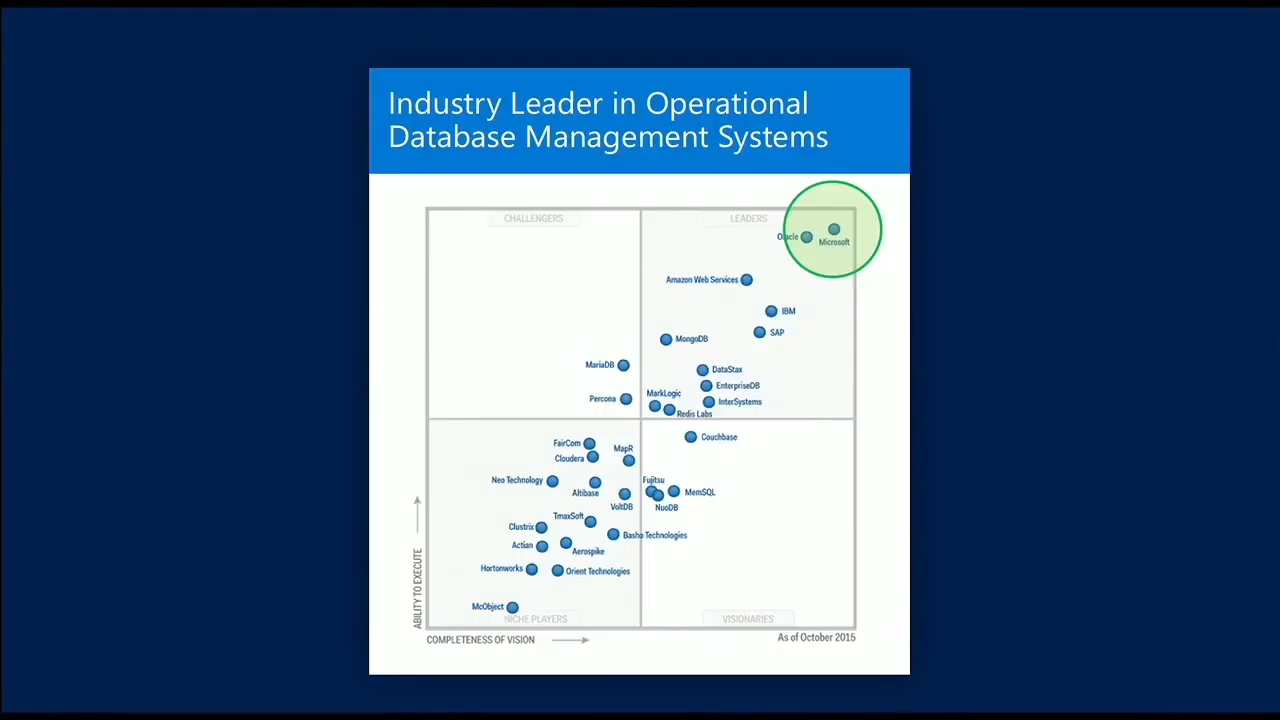 Industry Leader in Operational
Database Management Systems
CHALLENGERS
LEADERS
Oracle
Microsoft
Amazon Web Services
IBM
SAP
MongoDB
MariaDB
DataStax
EnterpriseDB
MarkLogic
Percona
InterSystems
Redis Labs
Couchbase
FairCom
MapR
Cloudera
Neo Technology
Fujitsu
Altibase
MemSQL
VoltDB
NuoDB
TmaxSoft
Clustrix
Basho Technologies
Actian
Aerospike
Hortonworks
Orient Technologies
McObject
NICHE PLAYERS
VISIONARIES
ABILITY TO EXECUTE
COMPLETENESS OF VISION
As of October 2015